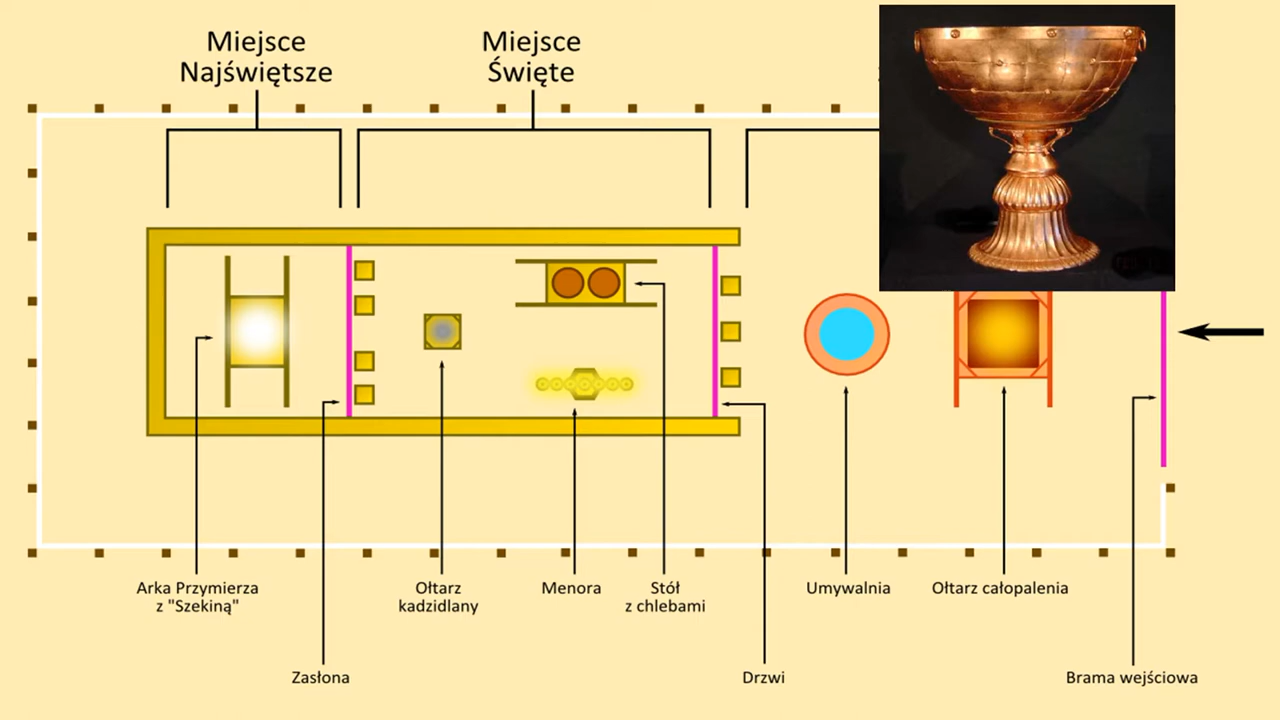 Miejsce
Najświętsze
Miejsce
Święte
Arka Przymierza
z "Szekiną"
Ołtarz
kadzidlany
Menora
Stół
z chlebami
Umywalnia
Ołtarz całopalenia
Zasłona
Drzwi
Brama wejściowa